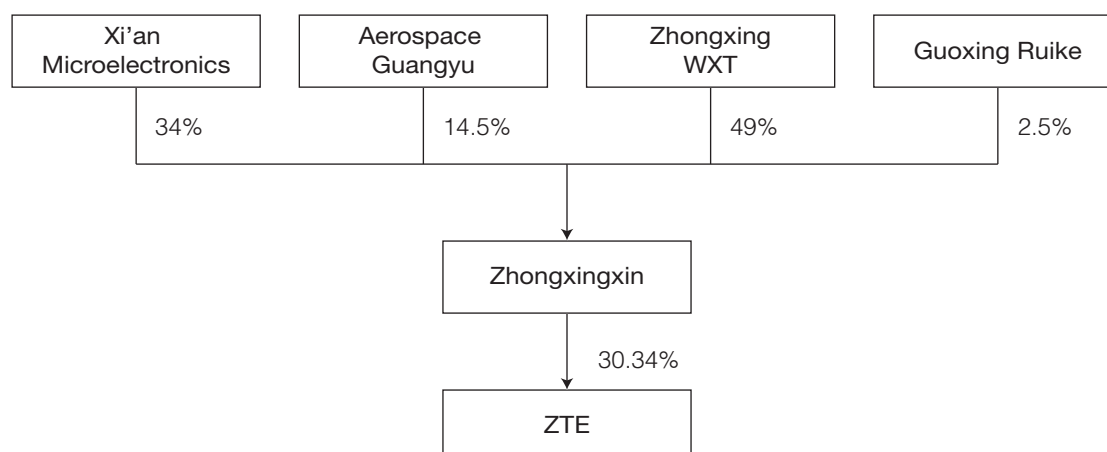 Xi’an
Microelectronics
Aerospace
Guangyu
Zhongxing
WXT
Guoxing Ruike
34%
14.5%
49%
2.5%
Zhongxingxin
30.34%
ZTE